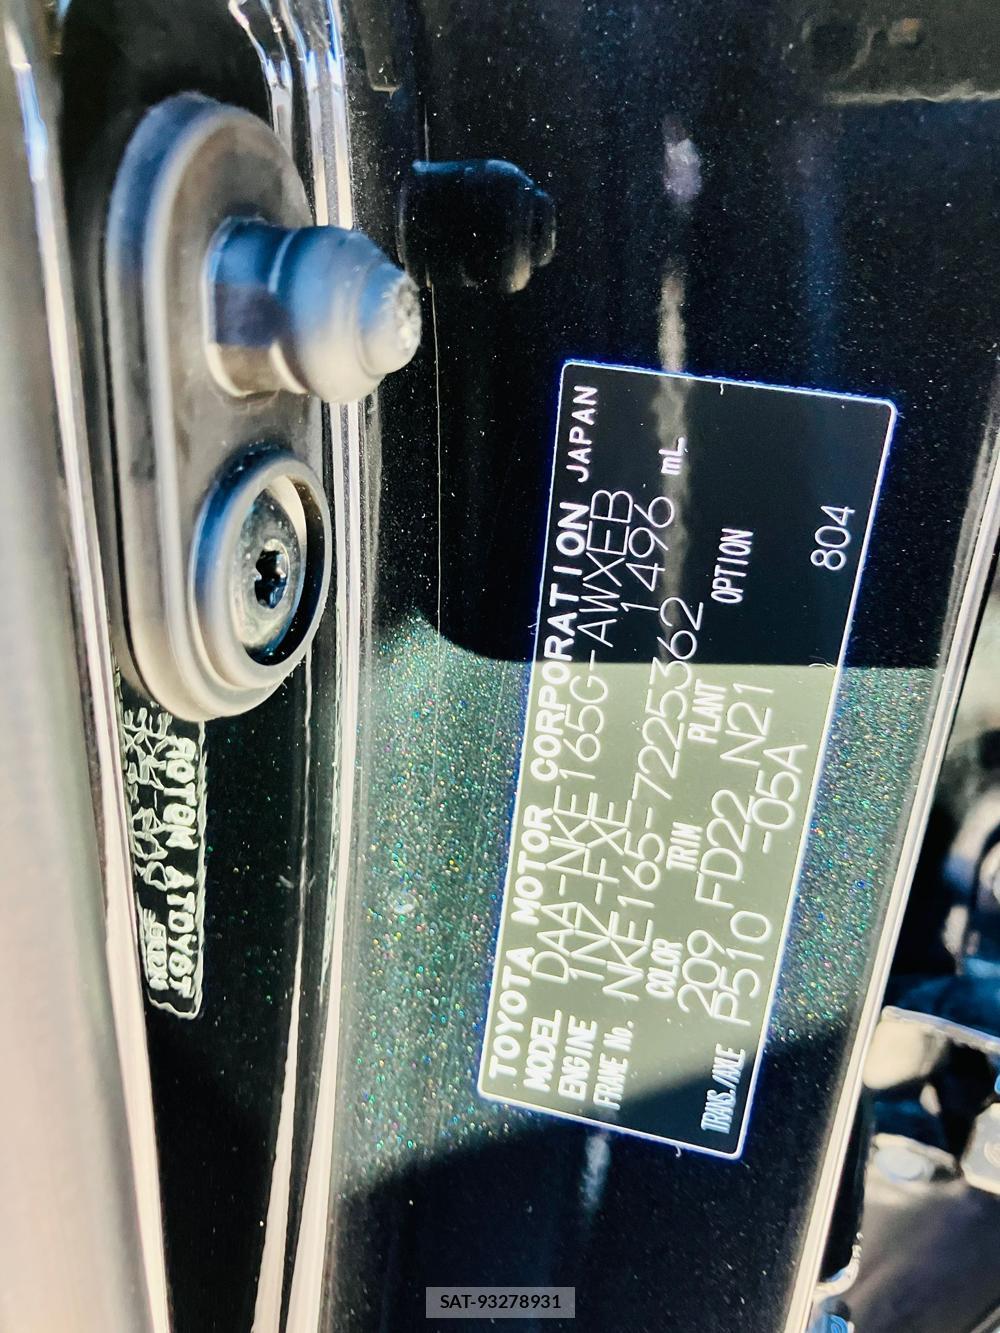 TOYOTA MOTOR CORPORATION JAPAN
MODEL DAA-NKE165G-AWXEB
ENGINE 1NZ-FXE 1496 mL
FRAME No. NKE165-7225362
COLOR TRIM PLANT OPTION
209 FD22 N21
TRANS./AXLE P510 -05A 804
SAT-93278931